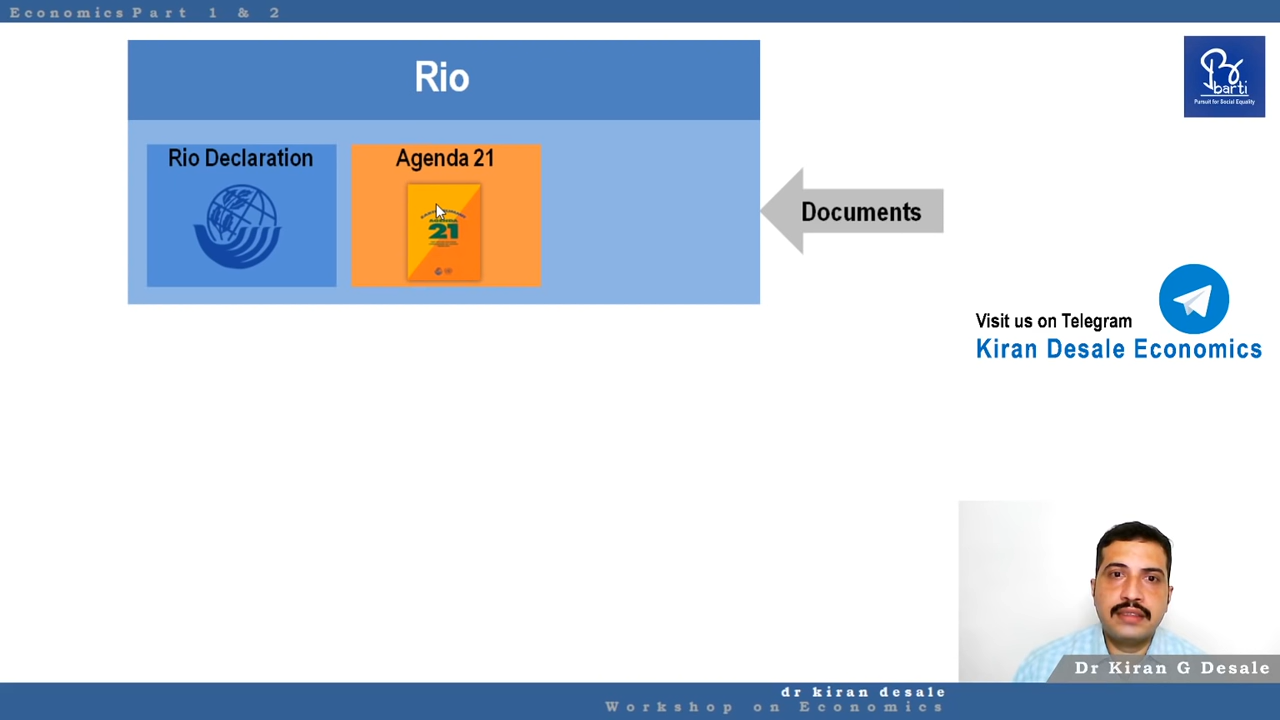 Economics Part 1 & 2
Rio
barti
Pursuit for Social Equality
Rio Declaration
Agenda 21
AGENDA
21
Documents
Visit us on Telegram
Kiran Desale Economics
Dr Kiran G Desale
dr kiran desale
Workshop on Economics